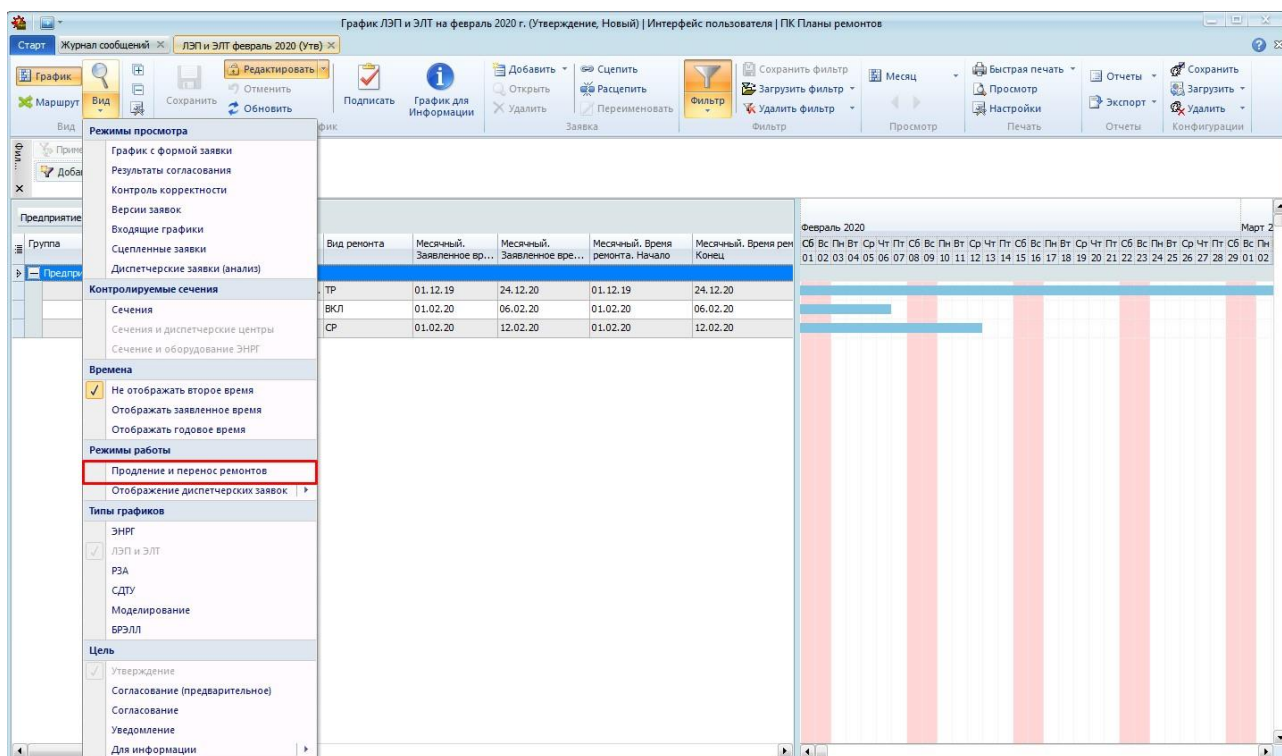 График ЛЭП и ЭЛТ на февраль 2020 г. (Утверждение, Новый) | Интерфейс пользователя | ПК Планы ремонтов
Старт Журнал сообщений ЛЭП и ЭЛТ февраль 2020 (Утв)
График
Маршрут
Вид
Вид
Сохранить
Редактировать
Отменить
Обновить
фик
Подписать
График для Информации
Добавить
Открыть
Удалить
Сцепить
Расцепить
Переименовать
Заявка
Фильтр
Сохранить фильтр
Загрузить фильтр
Удалить фильтр
Фильтр
Месяц
Просмотр
Быстрая печать
Просмотр
Настройки
Печать
Отчеты
Экспорт
Отчеты
Сохранить
Загрузить
Удалить
Конфигурации
Фил...
Приме
Доба
Предприятие
Группа
Предпри
Режимы просмотра
График с формой заявки
Результаты согласования
Контроль корректности
Версии заявок
Входящие графики
Сцепленные заявки
Диспетчерские заявки (анализ)
Контролируемые сечения
Сечения
Сечения и диспетчерские центры
Сечение и оборудование ЭНРГ
Времена
Не отображать второе время
Отображать заявленное время
Отображать годовое время
Режимы работы
Продление и перенос ремонтов
Отображение диспетчерских заявок
Типы графиков
ЭНРГ
ЛЭП и ЭЛТ
РЗА
СДТУ
Моделирование
БРЭЛЛ
Цель
Утверждение
Согласование (предварительное)
Согласование
Уведомление
Для информации
Вид ремонта Месячный. Заявленное вр... Месячный. Заявленное вре... Месячный. Время ремонта. Начало Месячный. Время рем Конец
ТР 01.12.19 24.12.20 01.12.19 24.12.20
ВКЛ 01.02.20 06.02.20 01.02.20 06.02.20
СР 01.02.20 12.02.20 01.02.20 12.02.20
Февраль 2020 Март 2
Сб Вс Пн Вт Ср Чт Пт Сб Вс Пн Вт Ср Чт Пт Сб Вс Пн Вт Ср Чт Пт Сб Вс Пн Вт Ср Чт Пт Сб Вс Пн
01 02 03 04 05 06 07 08 09 10 11 12 13 14 15 16 17 18 19 20 21 22 23 24 25 26 27 28 29 01 02